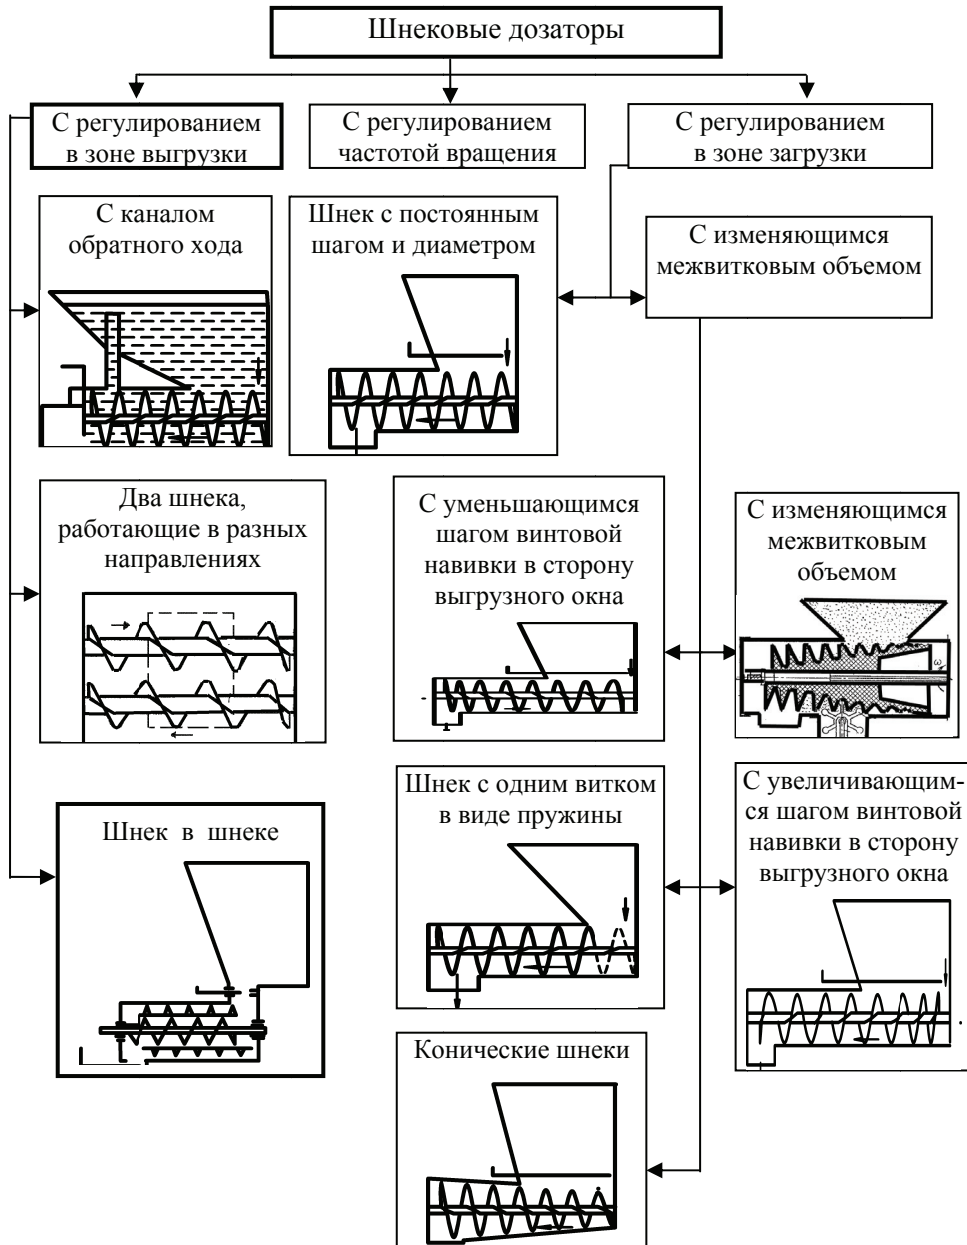 Шнековые дозаторы
С регулированием
в зоне выгрузки
С регулированием
частотой вращения
С регулированием
в зоне загрузки
С каналом
обратного хода
Шнек с постоянным
шагом и диаметром
С изменяющимся
межвитковым объемом
Два шнека,
работающие в разных
направлениях
С уменьшающимся
шагом винтовой
навивки в сторону
выгрузного окна
С изменяющимся
межвитковым
объемом
Шнек в шнеке
Шнек с одним витком
в виде пружины
С увеличивающим-
ся шагом винтовой
навивки в сторону
выгрузного окна
Конические шнеки